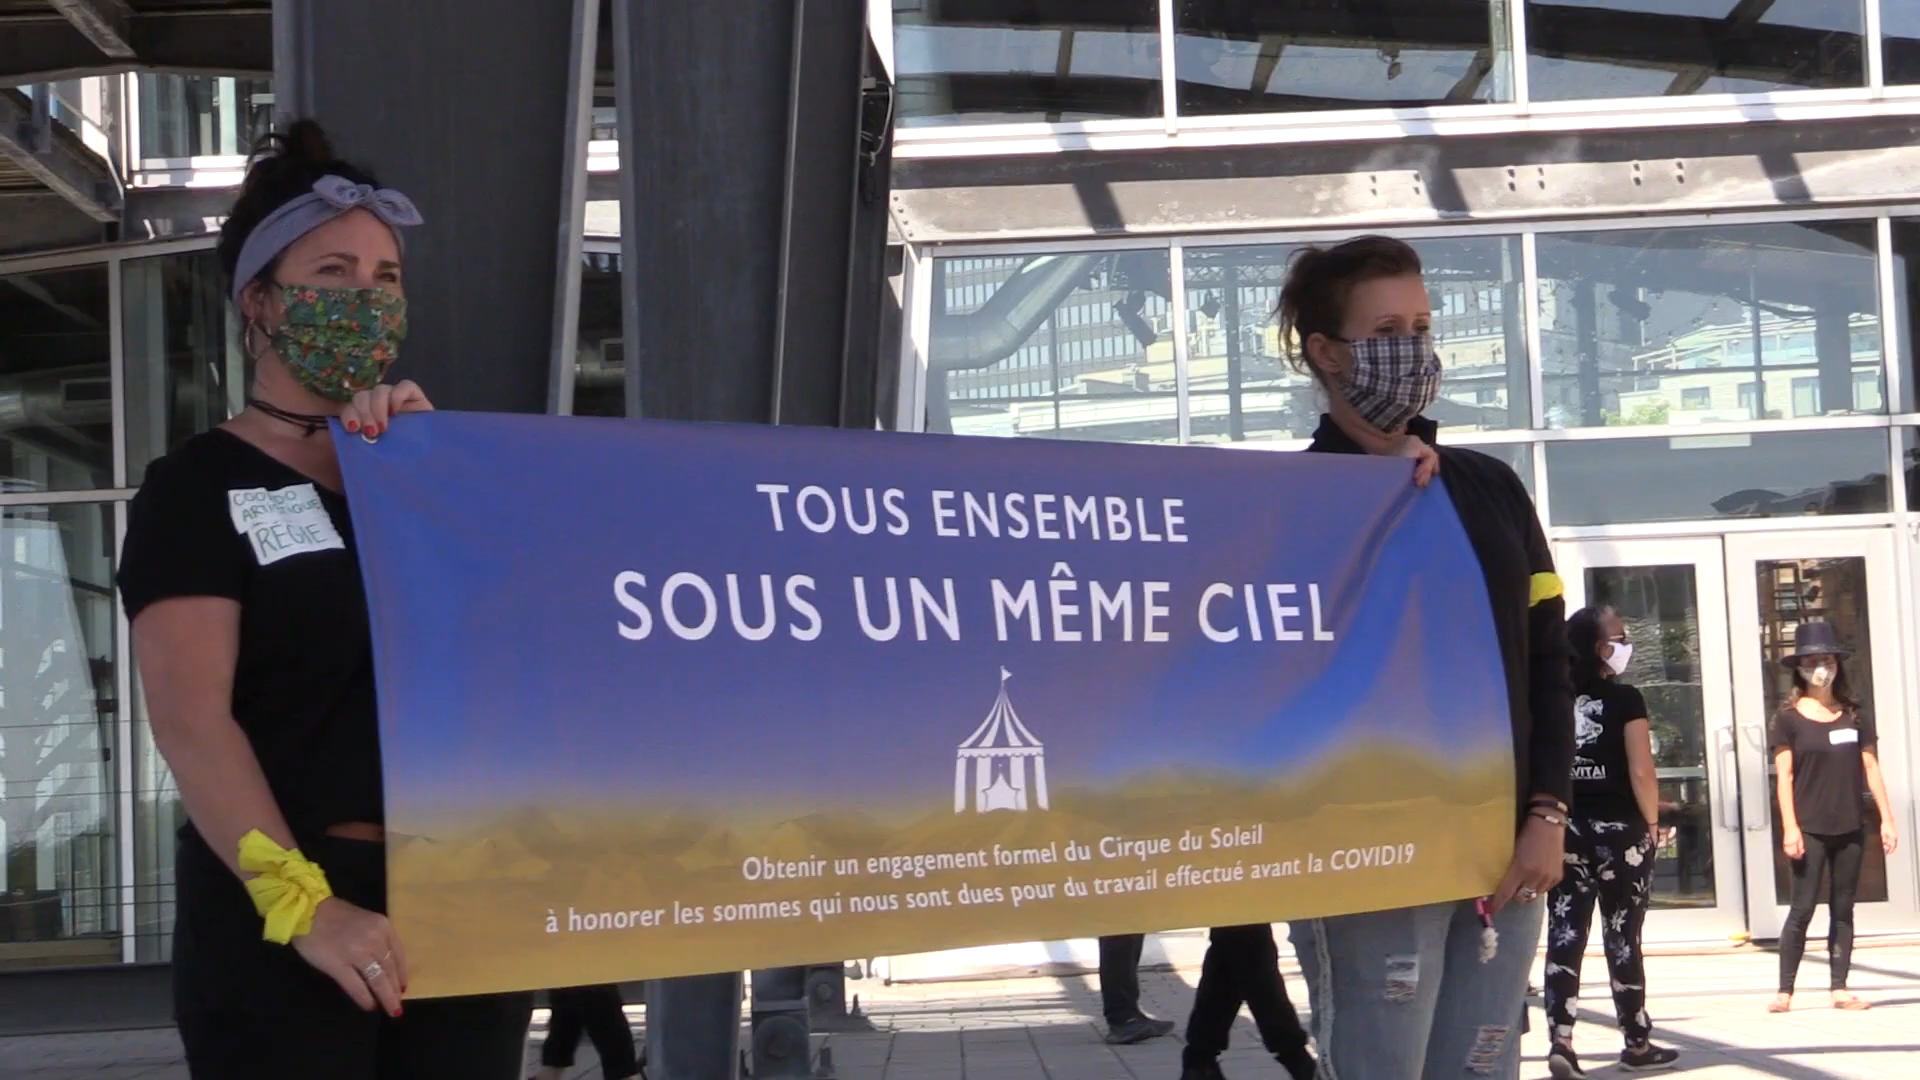 TOUS ENSEMBLE
SOUS UN MÊME CIEL
Obtenir un engagement formel du Cirque du Soleil
à honorer les sommes qui nous sont dues pour du travail effectué avant la COVID19
RÉGIE
VITAI